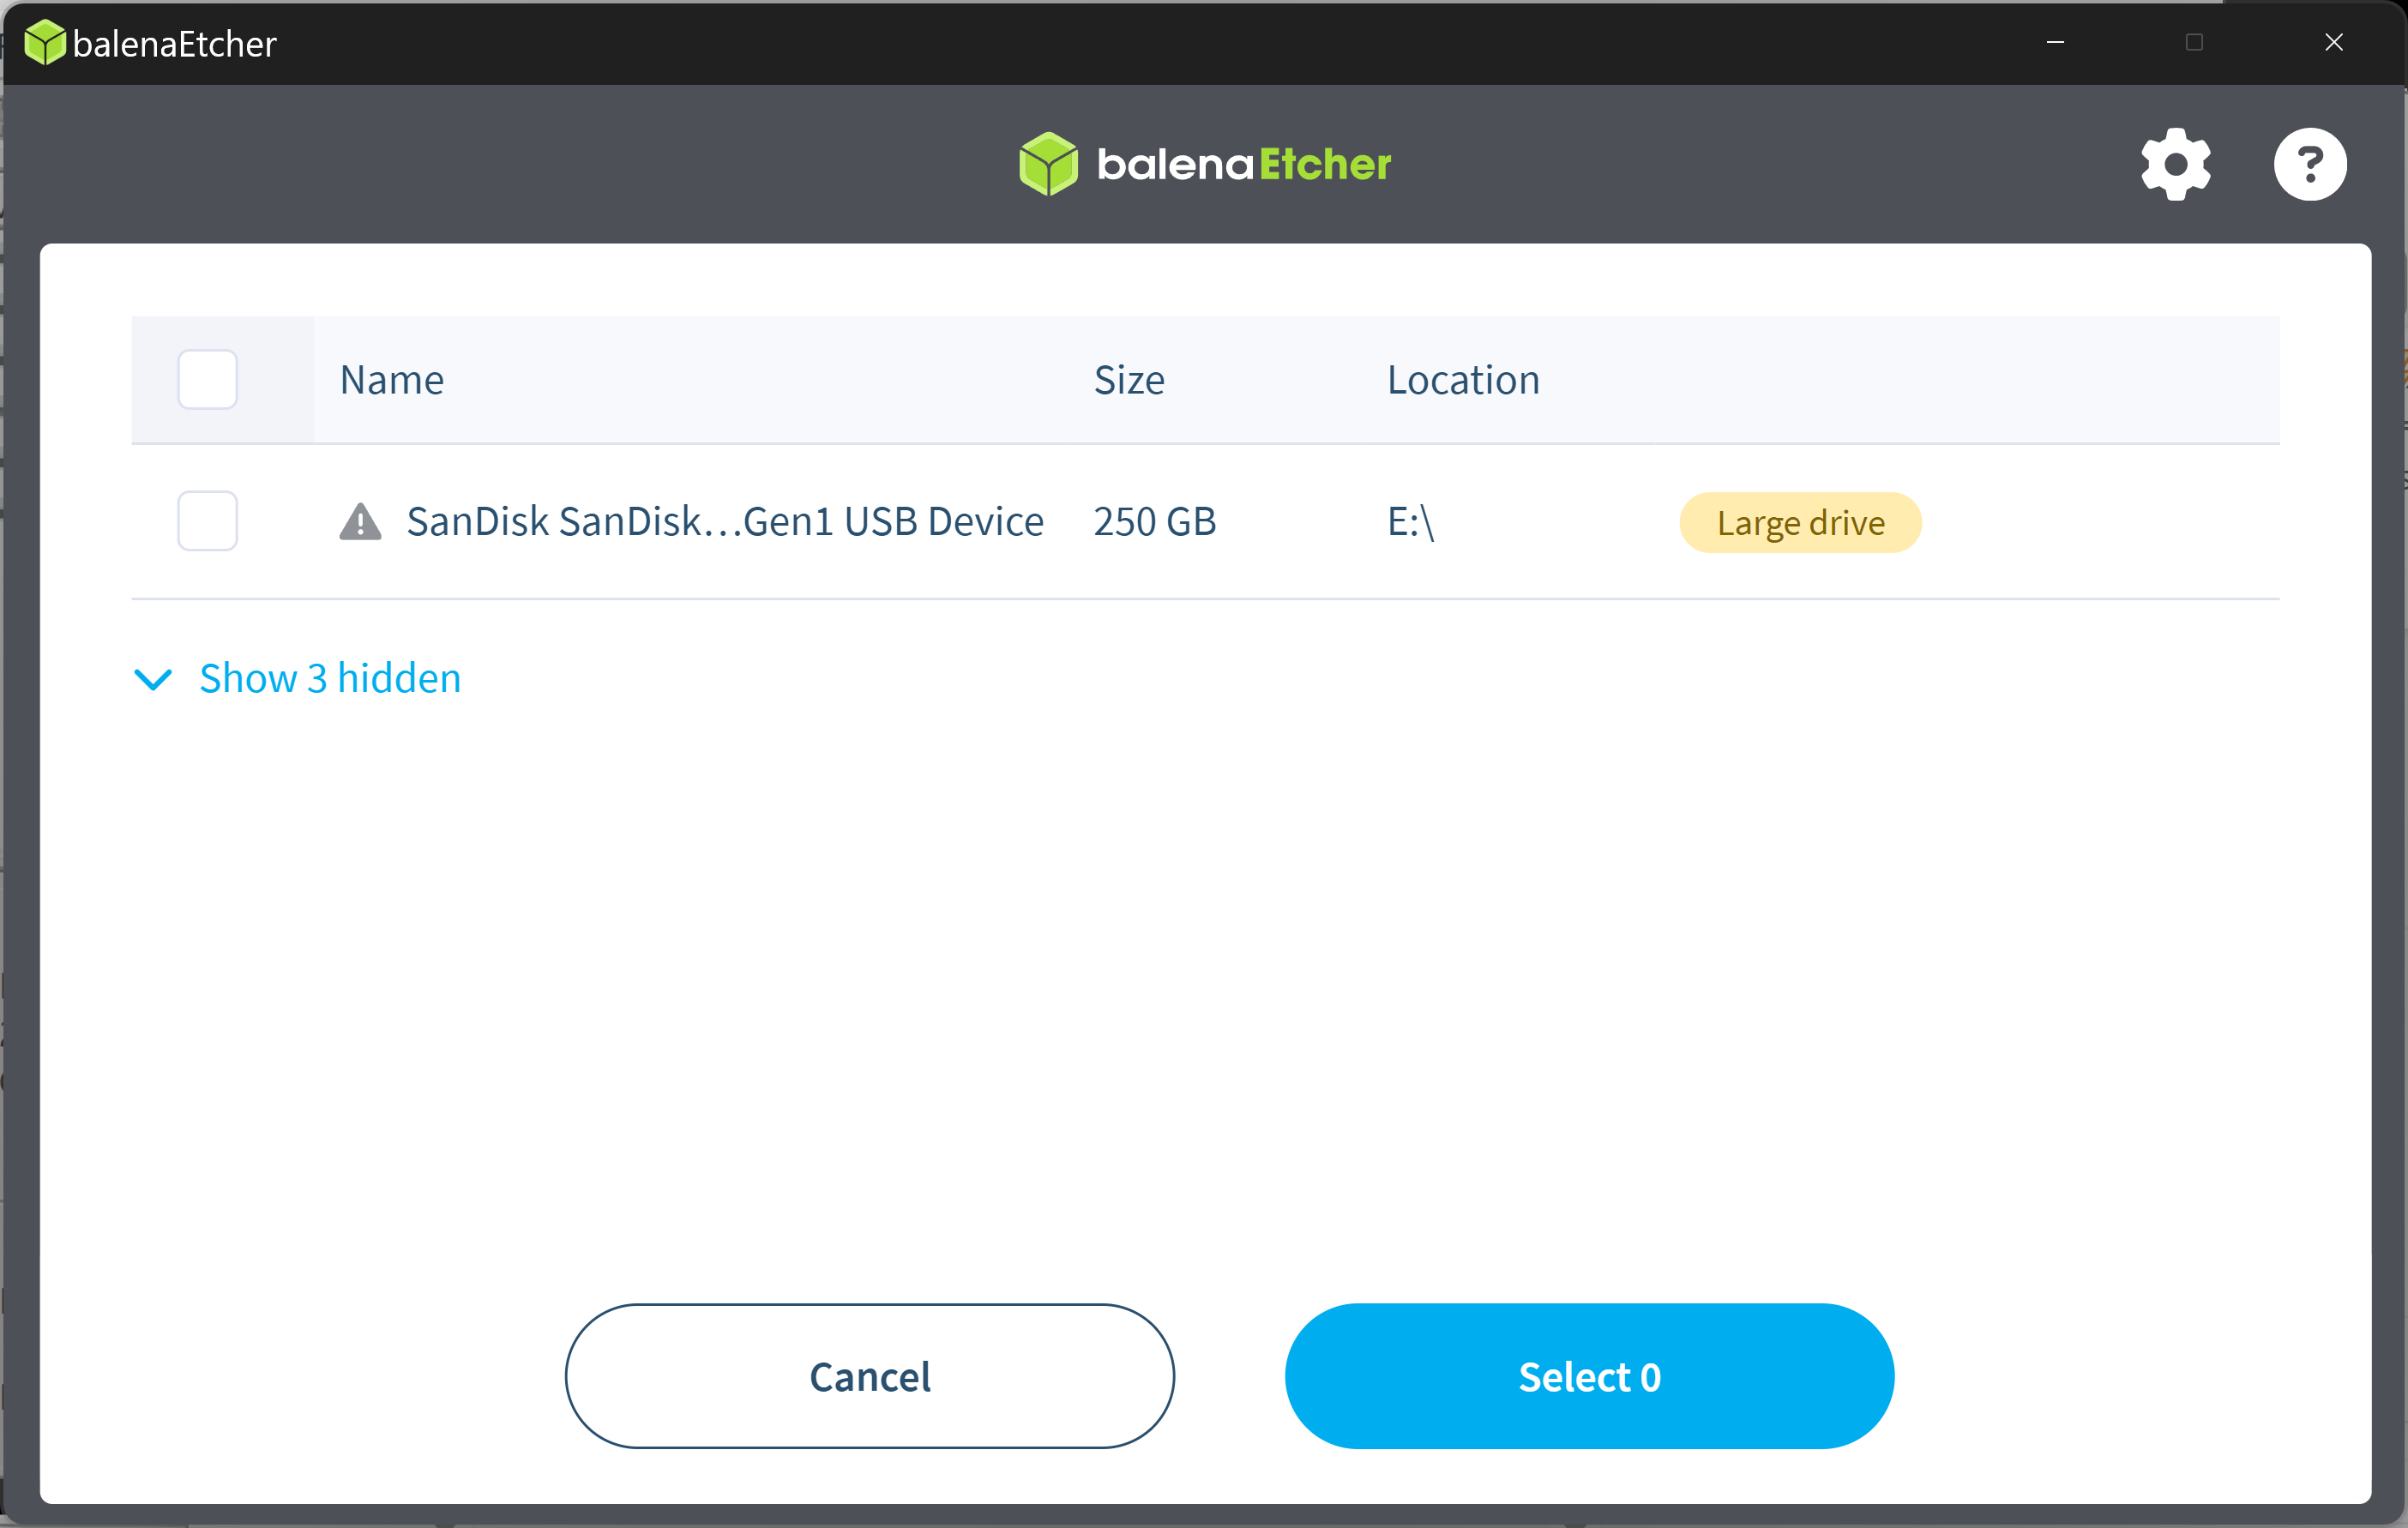 balenaEtcher
balenaEtcher
Name Size Location
SanDisk SanDisk...Gen1 USB Device 250 GB E:\ Large drive
Show 3 hidden
Cancel Select 0